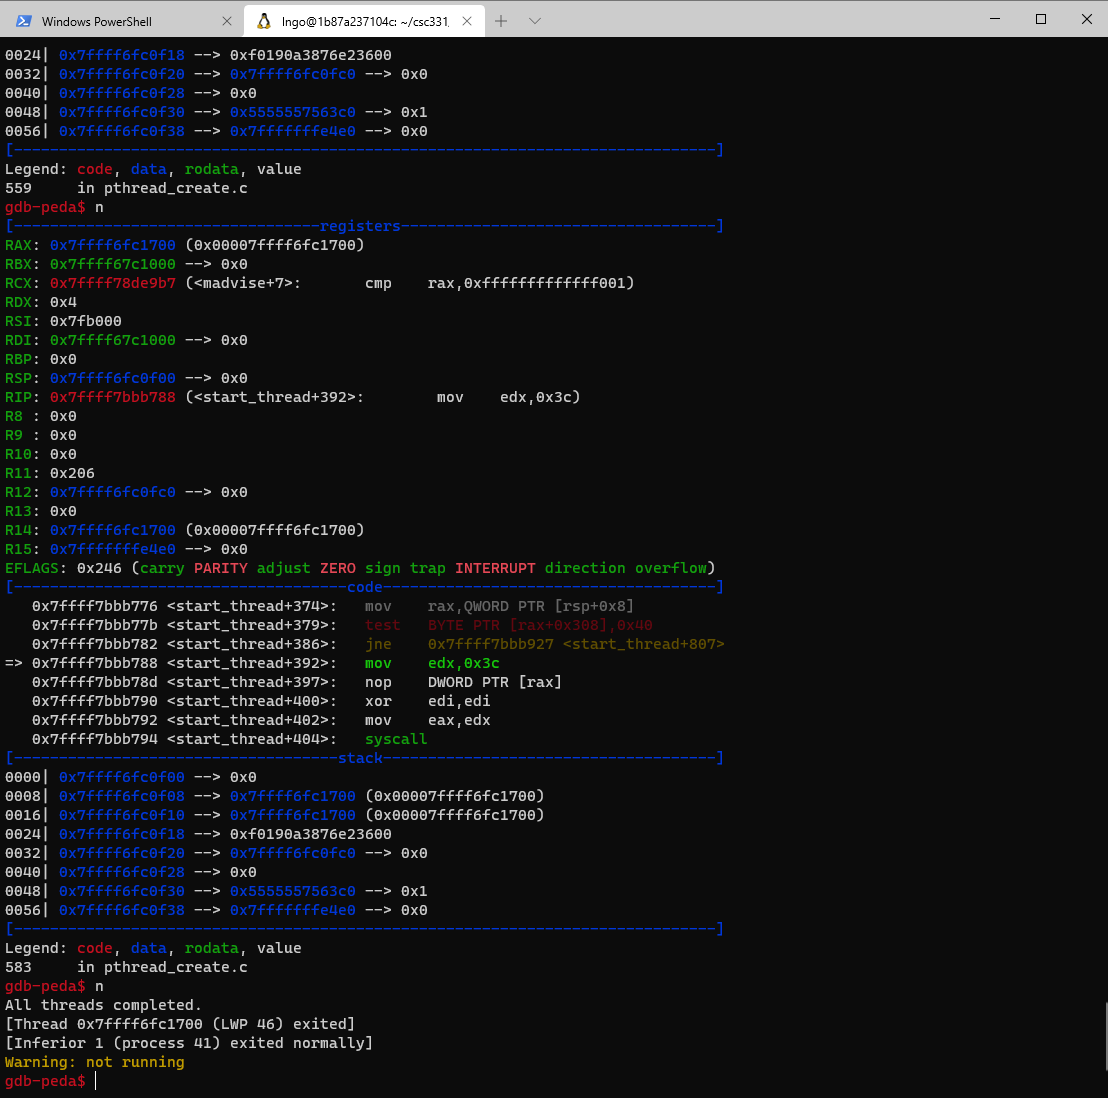 Windows PowerShell
lngo@1b87a237104c: ~/csc331_
0024| 0x7ffff6fc0f18 --> 0xf0190a3876e23600
0032| 0x7ffff6fc0f20 --> 0x7ffff6fc0fc0 --> 0x0
0040| 0x7ffff6fc0f28 --> 0x0
0048| 0x7ffff6fc0f30 --> 0x5555557563c0 --> 0x1
0056| 0x7ffff6fc0f38 --> 0x7fffffffe4e0 --> 0x0
[------------------------------------------------------------------------------]
Legend: code, data, rodata, value
559     in pthread_create.c
gdb-peda$ n
[----------------------------------registers-----------------------------------]
RAX: 0x7ffff6fc1700 (0x00007ffff6fc1700)
RBX: 0x7ffff67c1000 --> 0x0
RCX: 0x7ffff78de9b7 (<madvise+7>:       cmp    rax,0xfffffffffffff001)
RDX: 0x4
RSI: 0x7fb000
RDI: 0x7ffff67c1000 --> 0x0
RBP: 0x0
RSP: 0x7ffff6fc0f00 --> 0x0
RIP: 0x7ffff7bbb788 (<start_thread+392>:        mov    edx,0x3c)
R8 : 0x0
R9 : 0x0
R10: 0x0
R11: 0x206
R12: 0x7ffff6fc0fc0 --> 0x0
R13: 0x0
R14: 0x7ffff6fc1700 (0x00007ffff6fc1700)
R15: 0x7fffffffe4e0 --> 0x0
EFLAGS: 0x246 (carry PARITY adjust ZERO sign trap INTERRUPT direction overflow)
[-------------------------------------code-------------------------------------]
   0x7ffff7bbb776 <start_thread+374>:   mov    rax,QWORD PTR [rsp+0x8]
   0x7ffff7bbb77b <start_thread+379>:   test   BYTE PTR [rax+0x308],0x40
   0x7ffff7bbb782 <start_thread+386>:   jne    0x7ffff7bbb927 <start_thread+807>
=> 0x7ffff7bbb788 <start_thread+392>:   mov    edx,0x3c
   0x7ffff7bbb78d <start_thread+397>:   nop    DWORD PTR [rax]
   0x7ffff7bbb790 <start_thread+400>:   xor    edi,edi
   0x7ffff7bbb792 <start_thread+402>:   mov    eax,edx
   0x7ffff7bbb794 <start_thread+404>:   syscall
[------------------------------------stack-------------------------------------]
0000| 0x7ffff6fc0f00 --> 0x0
0008| 0x7ffff6fc0f08 --> 0x7ffff6fc1700 (0x00007ffff6fc1700)
0016| 0x7ffff6fc0f10 --> 0x7ffff6fc1700 (0x00007ffff6fc1700)
0024| 0x7ffff6fc0f18 --> 0xf0190a3876e23600
0032| 0x7ffff6fc0f20 --> 0x7ffff6fc0fc0 --> 0x0
0040| 0x7ffff6fc0f28 --> 0x0
0048| 0x7ffff6fc0f30 --> 0x5555557563c0 --> 0x1
0056| 0x7ffff6fc0f38 --> 0x7fffffffe4e0 --> 0x0
[------------------------------------------------------------------------------]
Legend: code, data, rodata, value
583     in pthread_create.c
gdb-peda$ n
All threads completed.
[Thread 0x7ffff6fc1700 (LWP 46) exited]
[Inferior 1 (process 41) exited normally]
Warning: not running
gdb-peda$